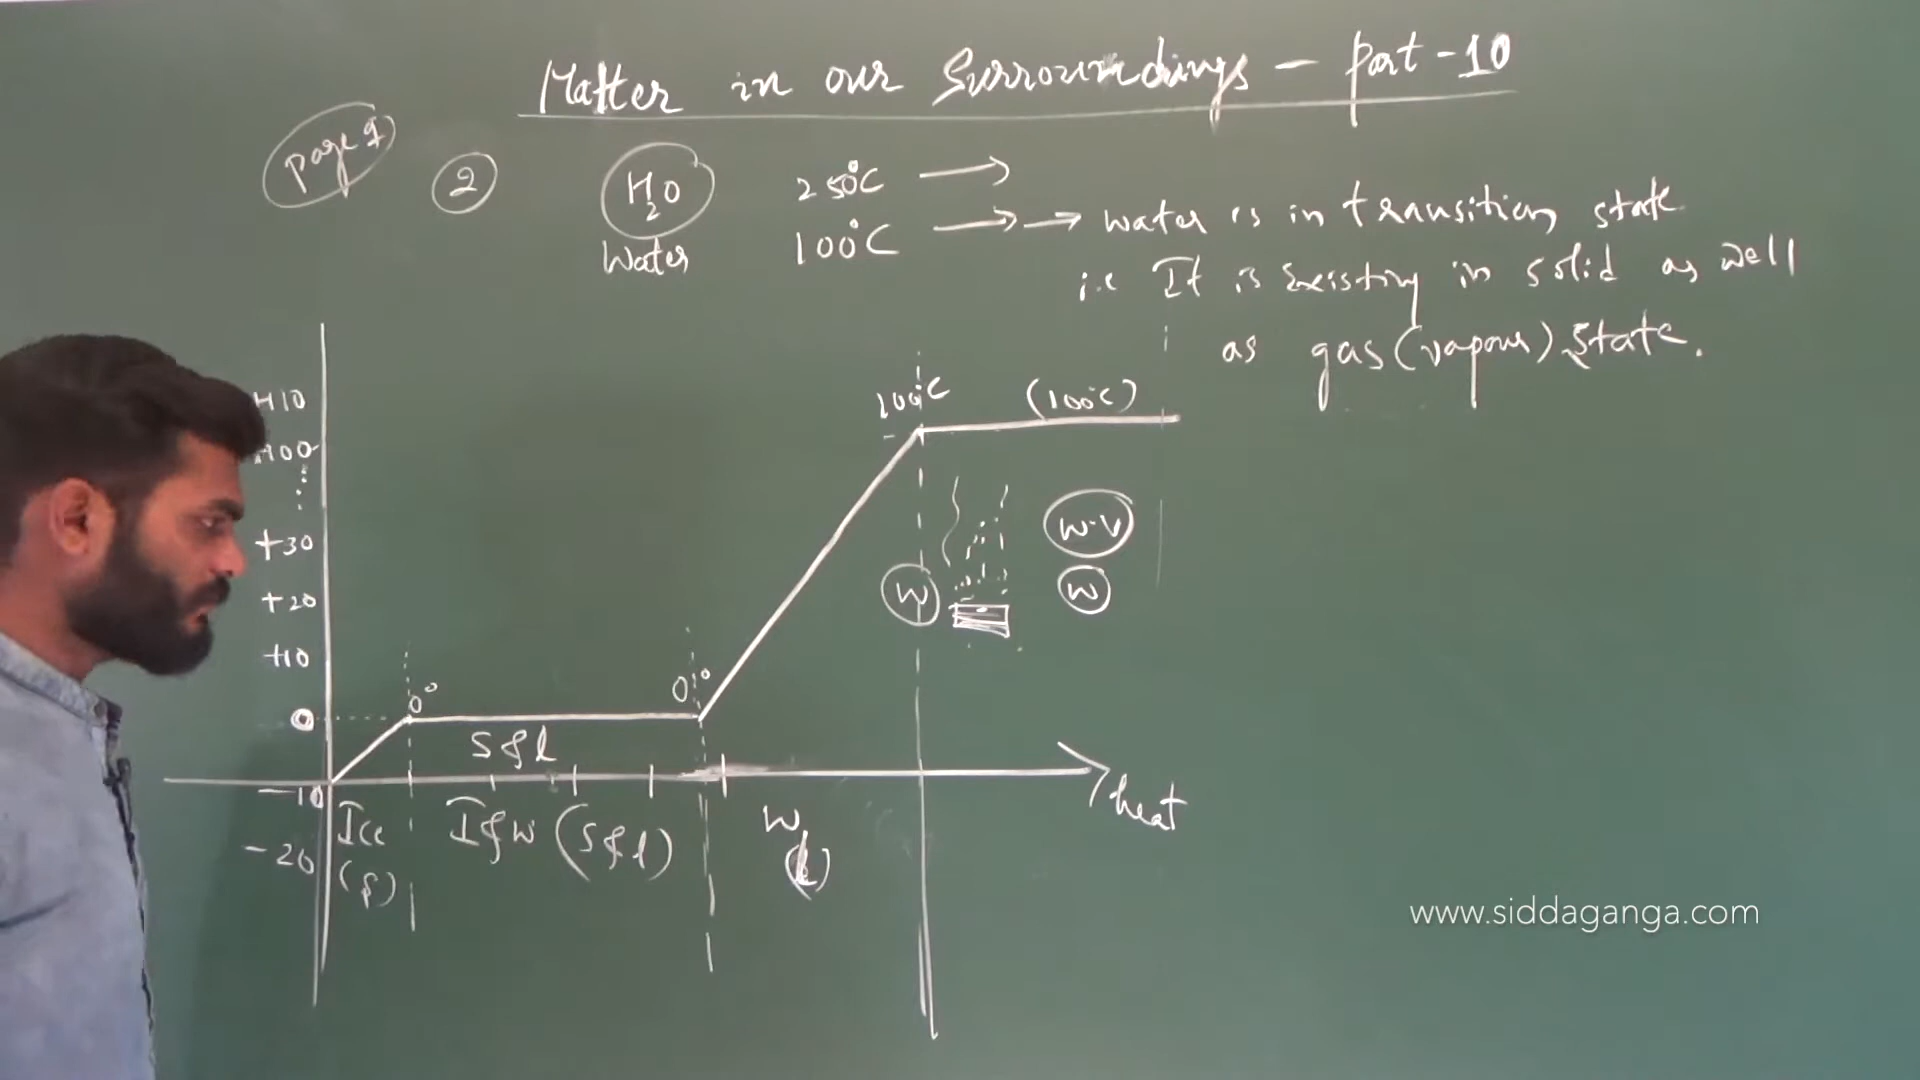 Matter in our Surroundings - Part-10
Page 9
2
H2O
Water
250°C →
100°C → → water is in transition state
i.e It is Existing in solid as well
as gas (vapour) state.
+110
+100
+30
+20
+10
0
-10
-20
0°
0°
100°C
(100°C)
W.V
W
W
S & l
Ice
(s)
I & W (S & l)
W
(l)
heat
www.siddaganga.com